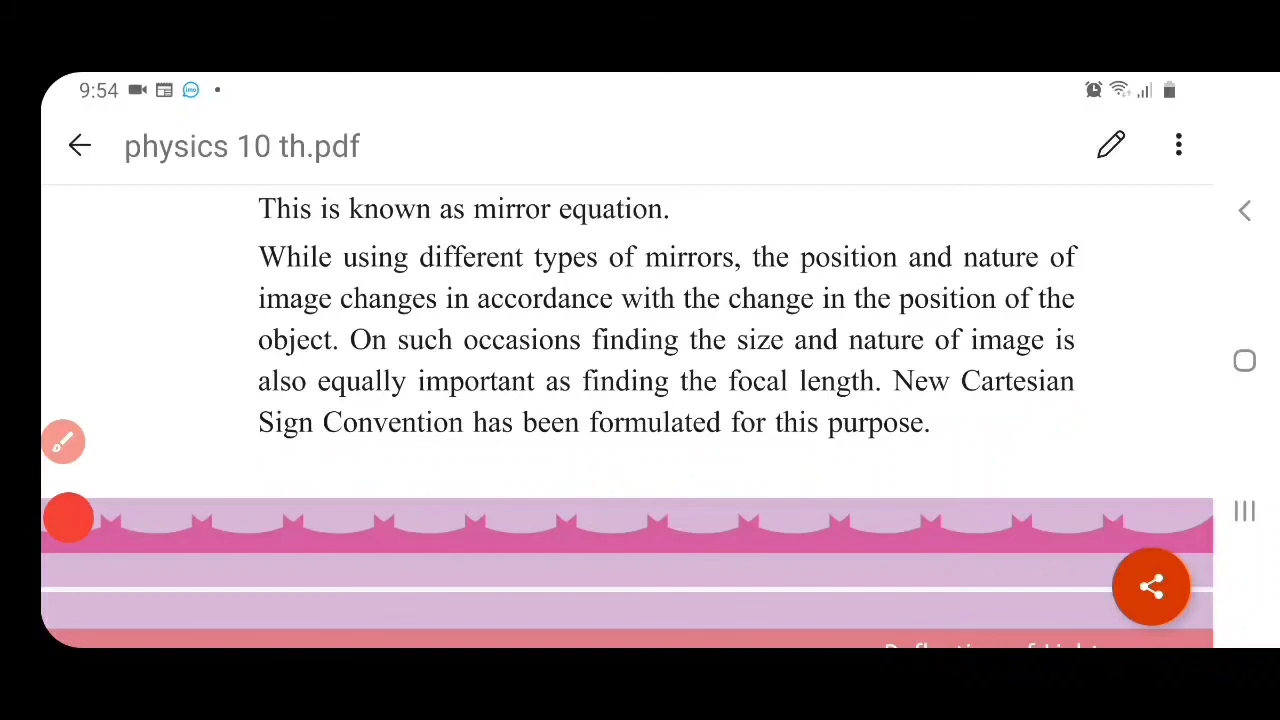 9:54
physics 10 th.pdf
This is known as mirror equation.
While using different types of mirrors, the position and nature of
image changes in accordance with the change in the position of the
object. On such occasions finding the size and nature of image is
also equally important as finding the focal length. New Cartesian
Sign Convention has been formulated for this purpose.